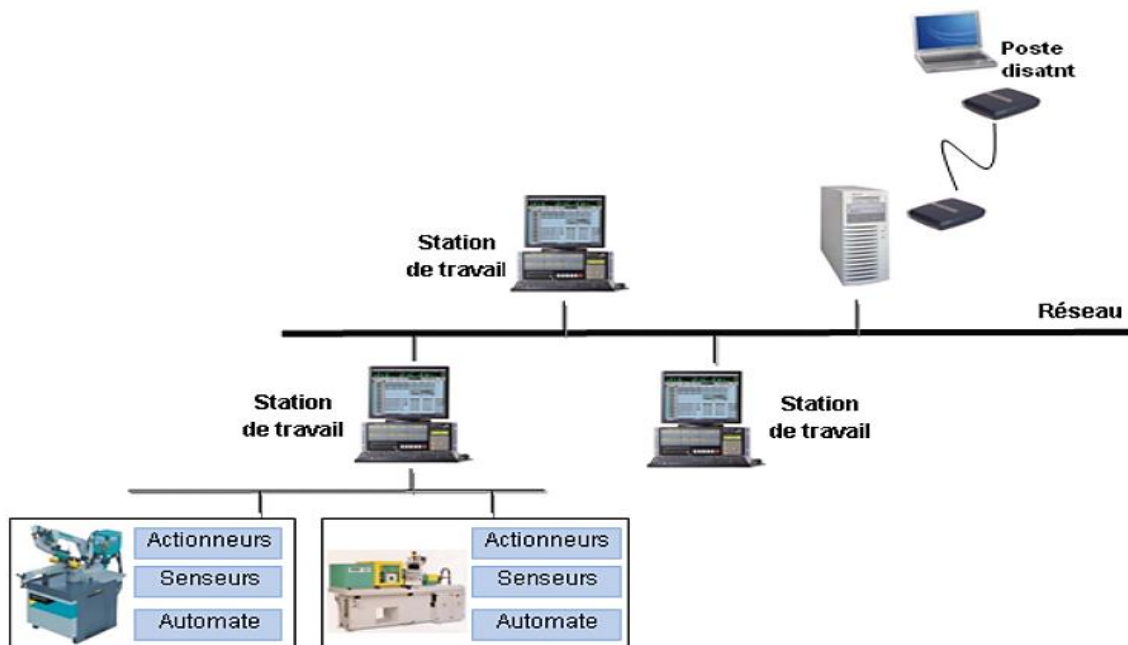 Poste
disatnt
Station
de travail
Réseau
Station
de travail
Station
de travail
Actionneurs
Senseurs
Automate
Actionneurs
Senseurs
Automate